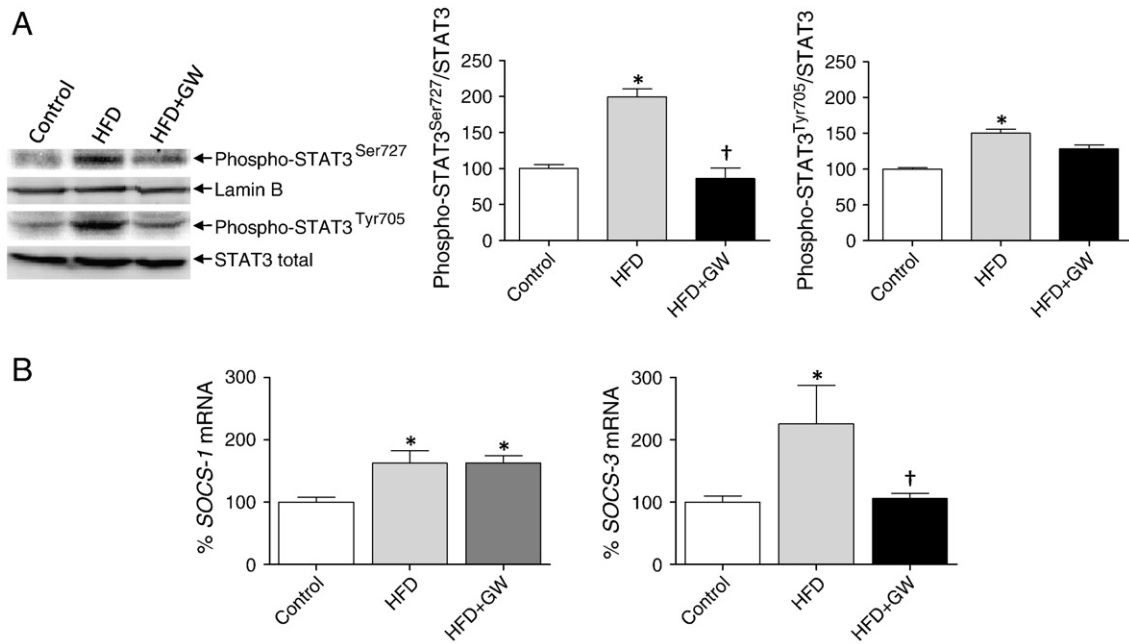 A
Control
HFD
HFD+GW
Phospho-STAT3Ser727
Lamin B
Phospho-STAT3Tyr705
STAT3 total
Phospho-STAT3Ser727/STAT3
250
200
150
100
50
0
*
†
Control
HFD
HFD+GW
Phospho-STAT3Tyr705/STAT3
250
200
150
100
50
0
*
Control
HFD
HFD+GW
B
% SOCS-1 mRNA
300
200
100
0
*
*
Control
HFD
HFD+GW
% SOCS-3 mRNA
300
200
100
0
*
†
Control
HFD
HFD+GW